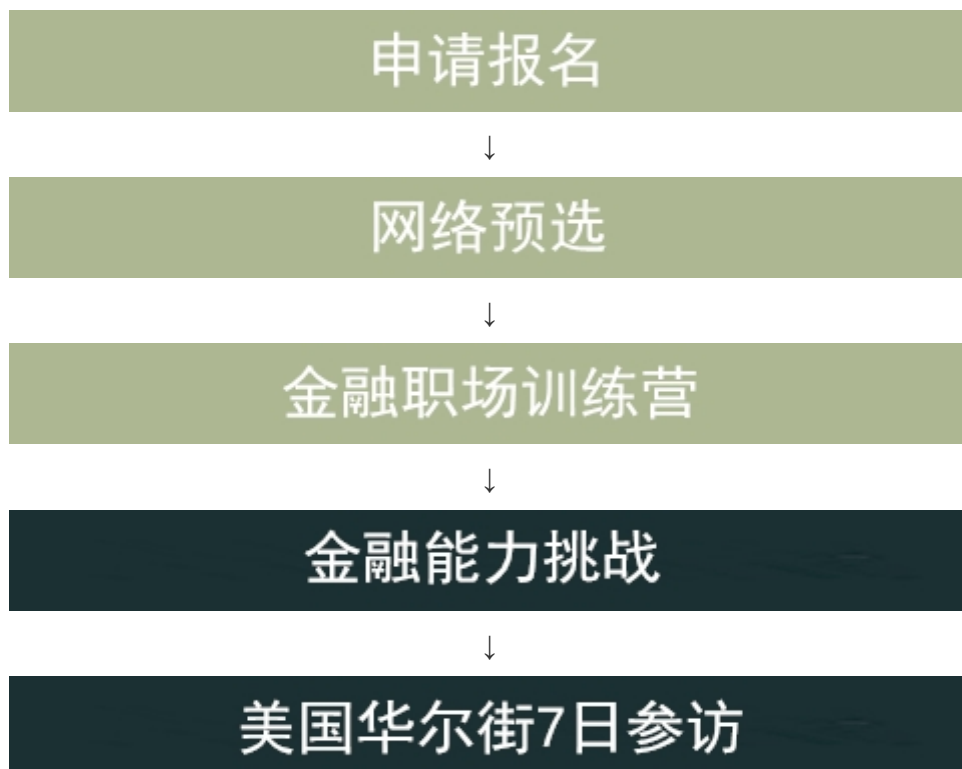 申请报名
↓
网络预选
↓
金融职场训练营
↓
金融能力挑战
↓
美国华尔街7日参访